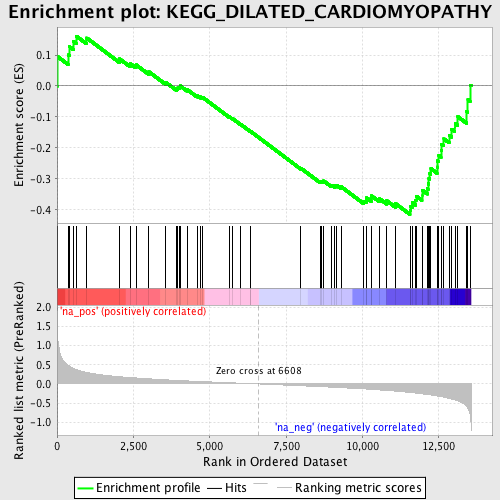 Enrichment plot: KEGG_DILATED_CARDIOMYOPATHY
Enrichment score (ES)
0.1
0.0
-0.1
-0.2
-0.3
-0.4
'na_pos' (positively correlated)
Ranked list metric (PreRanked)
2.0
1.5
1.0
0.5
0.0
-0.5
-1.0
Zero cross at 6608
'na_neg' (negatively correlated)
0
2,500
5,000
7,500
10,000
12,500
Rank in Ordered Dataset
Enrichment profile
Hits
Ranking metric scores